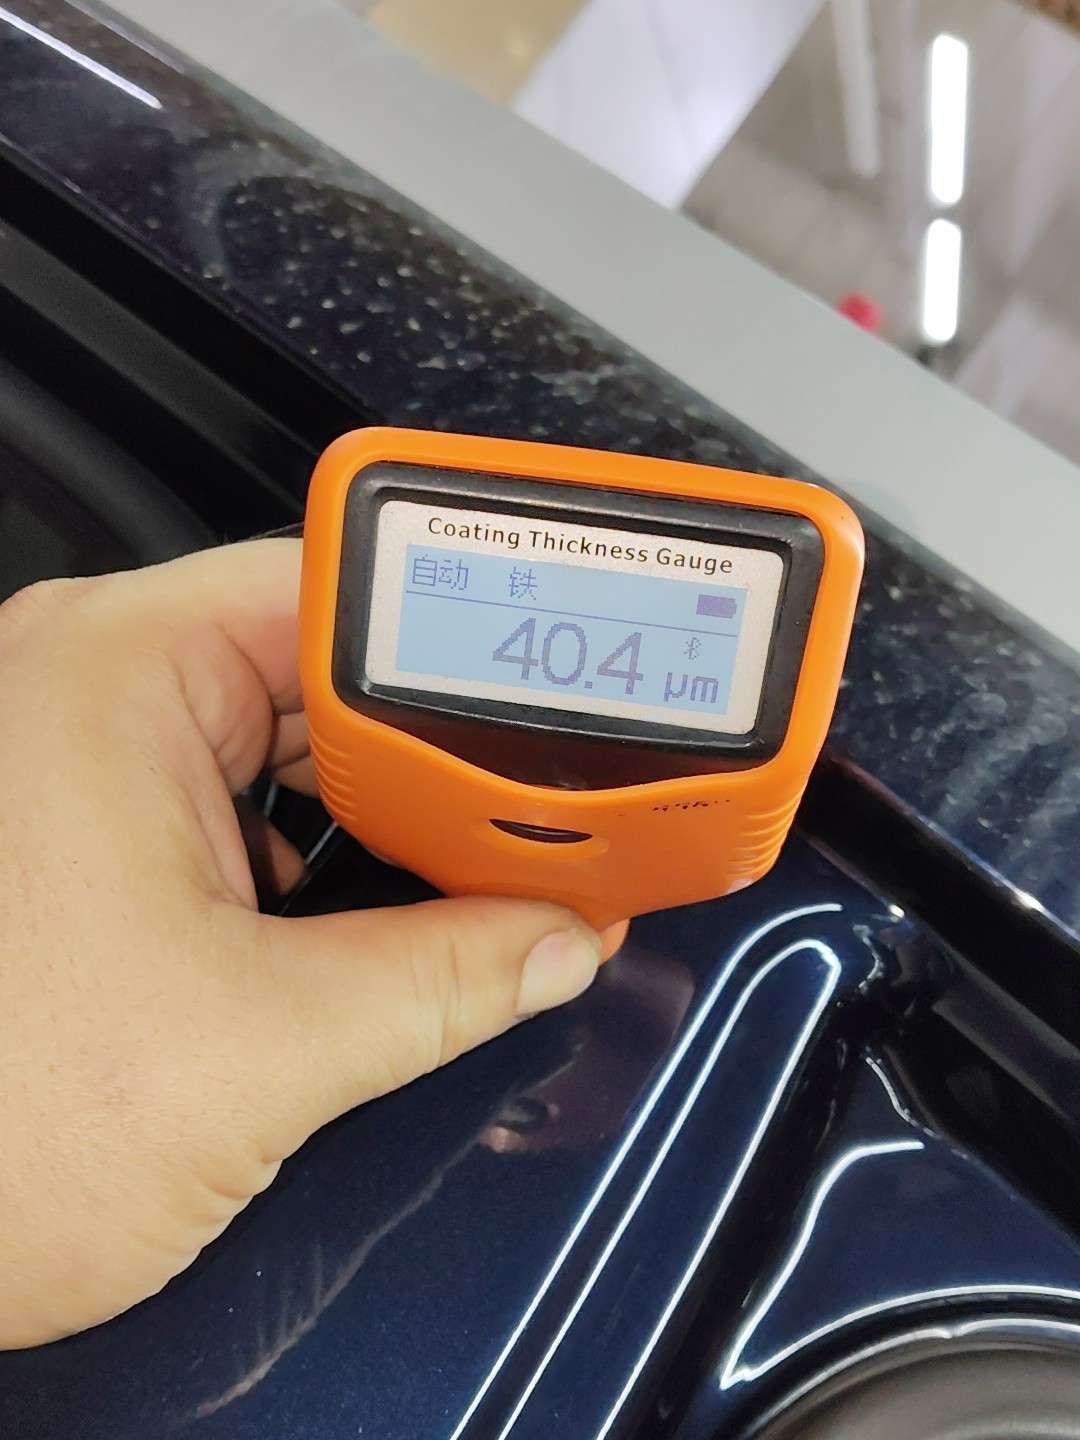 Coating Thickness Gauge
自动 铁
40.4 μm